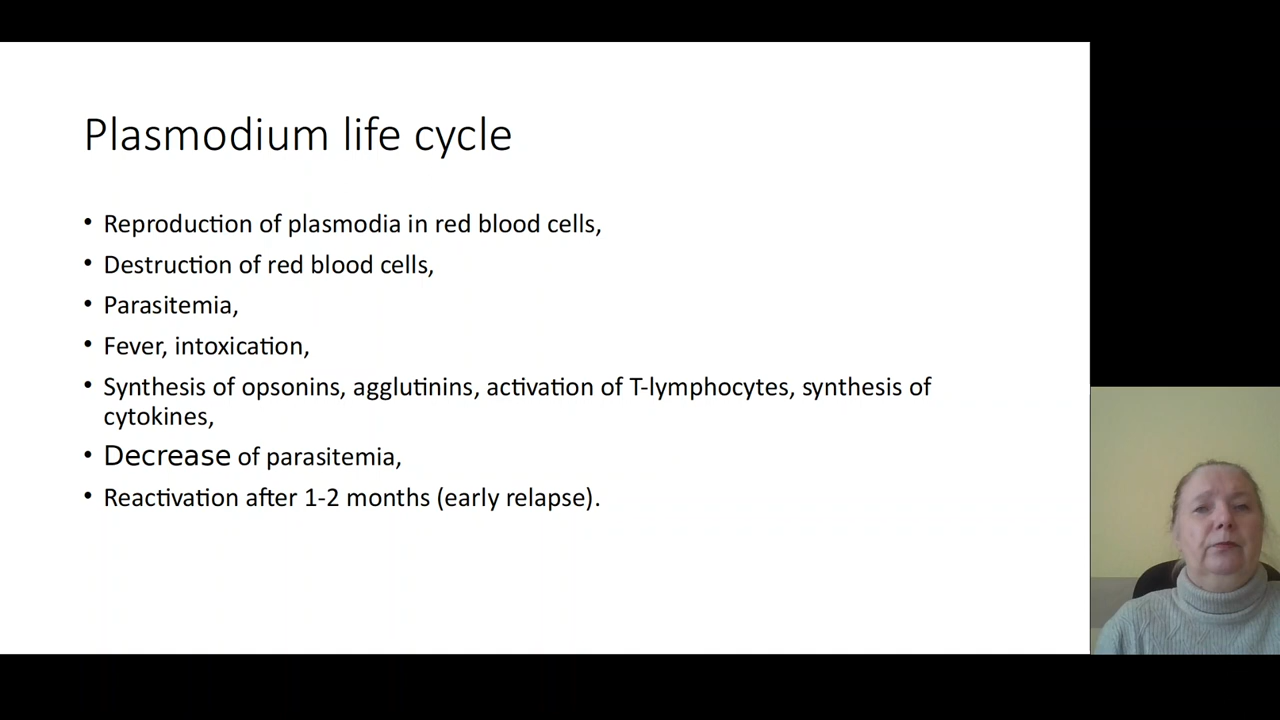 Plasmodium life cycle
• Reproduction of plasmodia in red blood cells,
• Destruction of red blood cells,
• Parasitemia,
• Fever, intoxication,
• Synthesis of opsonins, agglutinins, activation of T-lymphocytes, synthesis of
cytokines,
• Decrease of parasitemia,
• Reactivation after 1-2 months (early relapse).